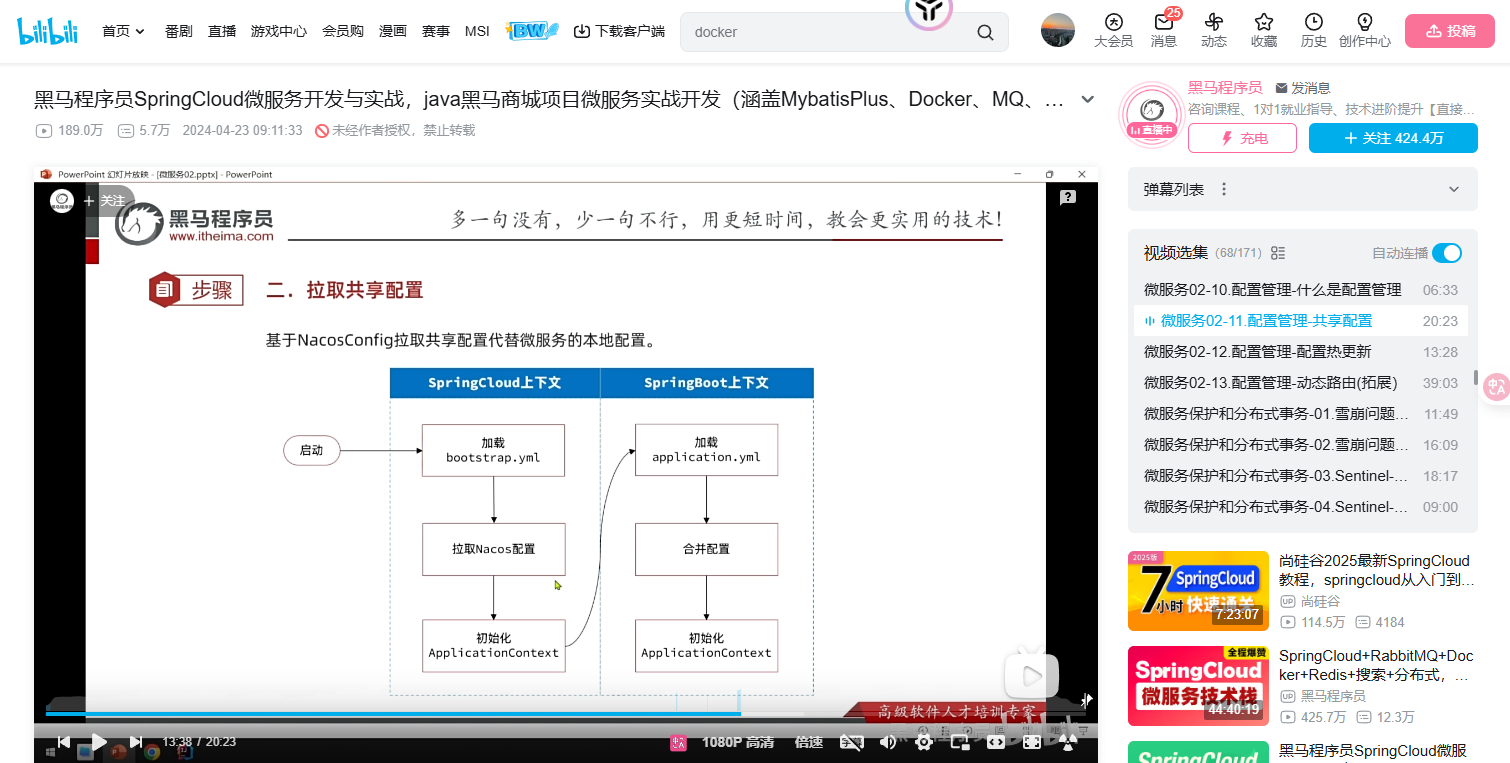 bilibili
首页
番剧
直播
游戏中心
会员购
漫画
赛事
MSI
BW
下载客户端
docker
大会员
25
消息
动态
收藏
历史
创作中心
投稿
黑马程序员SpringCloud微服务开发与实战，java黑马商城项目微服务实战开发（涵盖MybatisPlus、Docker、MQ、…
189.0万
5.7万
2024-04-23 09:11:33
未经作者授权，禁止转载
直播中
黑马程序员
发消息
咨询课程、1对1就业指导、技术进阶提升【直接…
充电
+ 关注 424.4万
PowerPoint 幻灯片放映 - [微服务02.pptx] - PowerPoint
+ 关注
黑马程序员
www.itheima.com
多一句没有，少一句不行，用更短时间，教会更实用的技术！
步骤
二．拉取共享配置
基于NacosConfig拉取共享配置代替微服务的本地配置。
SpringCloud上下文
SpringBoot上下文
启动
加载
bootstrap.yml
加载
application.yml
拉取Nacos配置
合并配置
初始化
ApplicationContext
初始化
ApplicationContext
高级软件人才培训专家
13:38 / 20:23
1080P 高清
倍速
弹幕列表
视频选集
(68/171)
自动连播
微服务02-10.配置管理-什么是配置管理 06:33
微服务02-11.配置管理-共享配置 20:23
微服务02-12.配置管理-配置热更新 13:28
微服务02-13.配置管理-动态路由(拓展) 39:03
微服务保护和分布式事务-01.雪崩问题… 11:49
微服务保护和分布式事务-02.雪崩问题… 16:09
微服务保护和分布式事务-03.Sentinel-… 18:17
微服务保护和分布式事务-04.Sentinel-… 09:00
2025版
SpringCloud
7小时 快速通关
7:23:07
尚硅谷2025最新SpringCloud
教程，springcloud从入门到…
UP 尚硅谷
114.5万 4184
全程爆赞
SpringCloud
微服务技术栈
44:40:19
SpringCloud+RabbitMQ+Doc
ker+Redis+搜索+分布式，…
UP 黑马程序员
425.7万 12.3万
SpringCloud
黑马程序员SpringCloud微服